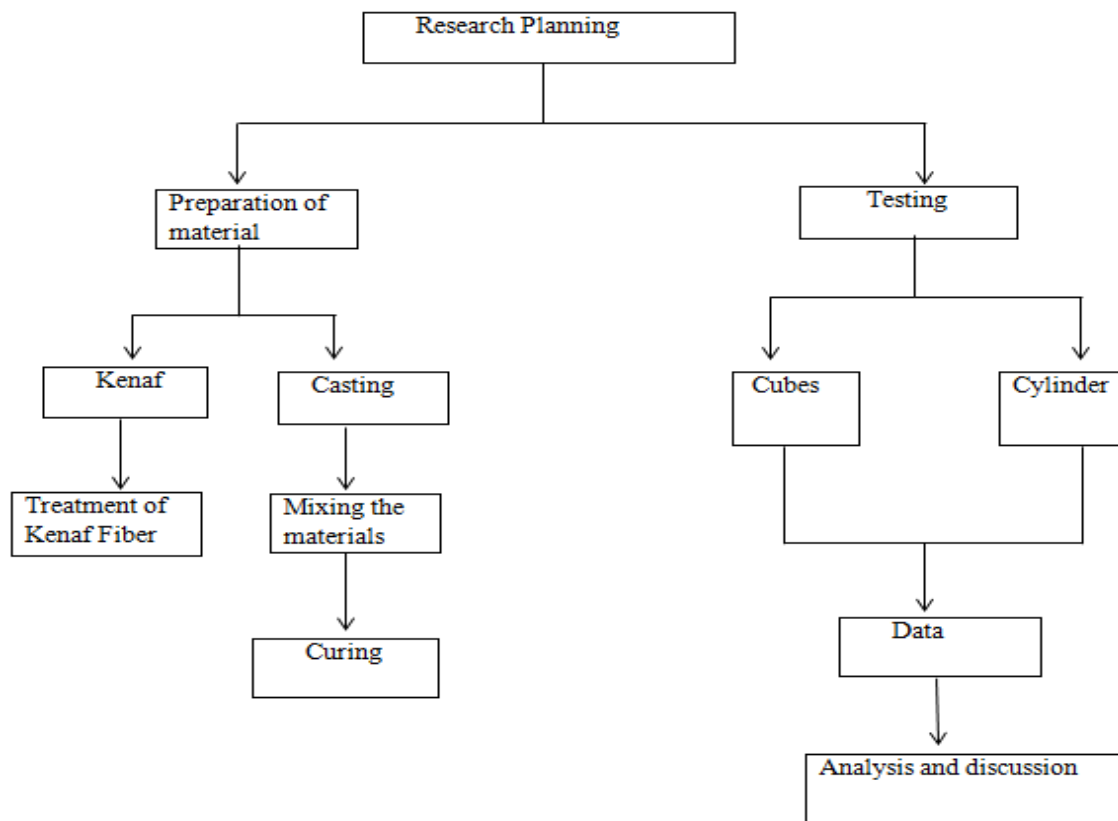 Research Planning
Preparation of
material
Testing
Kenaf
Casting
Cubes
Cylinder
Treatment of
Kenaf Fiber
Mixing the
materials
Curing
Data
Analysis and discussion